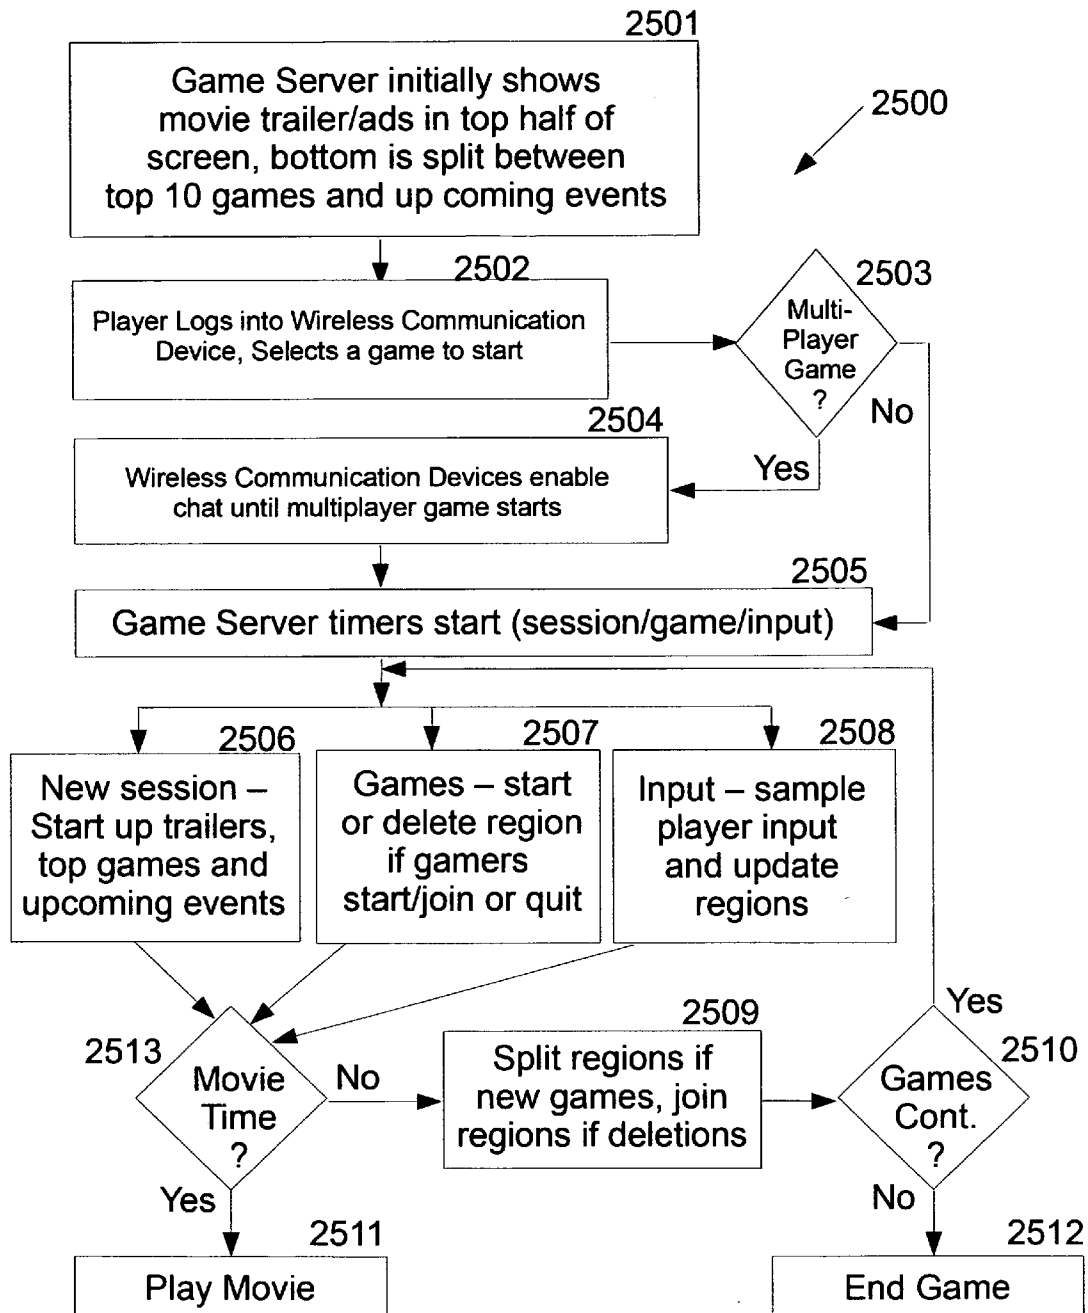 2501
Game Server initially shows
movie trailer/ads in top half of
screen, bottom is split between
top 10 games and up coming events
2500
2502
Player Logs into Wireless Communication
Device, Selects a game to start
2503
Multi-
Player
Game
?
No
Yes
2504
Wireless Communication Devices enable
chat until multiplayer game starts
2505
Game Server timers start (session/game/input)
2506
New session –
Start up trailers,
top games and
upcoming events
2507
Games – start
or delete region
if gamers
start/join or quit
2508
Input – sample
player input
and update
regions
2513
Movie
Time
?
No
Yes
2509
Split regions if
new games, join
regions if deletions
2510
Games
Cont.
?
Yes
No
2511
Play Movie
2512
End Game